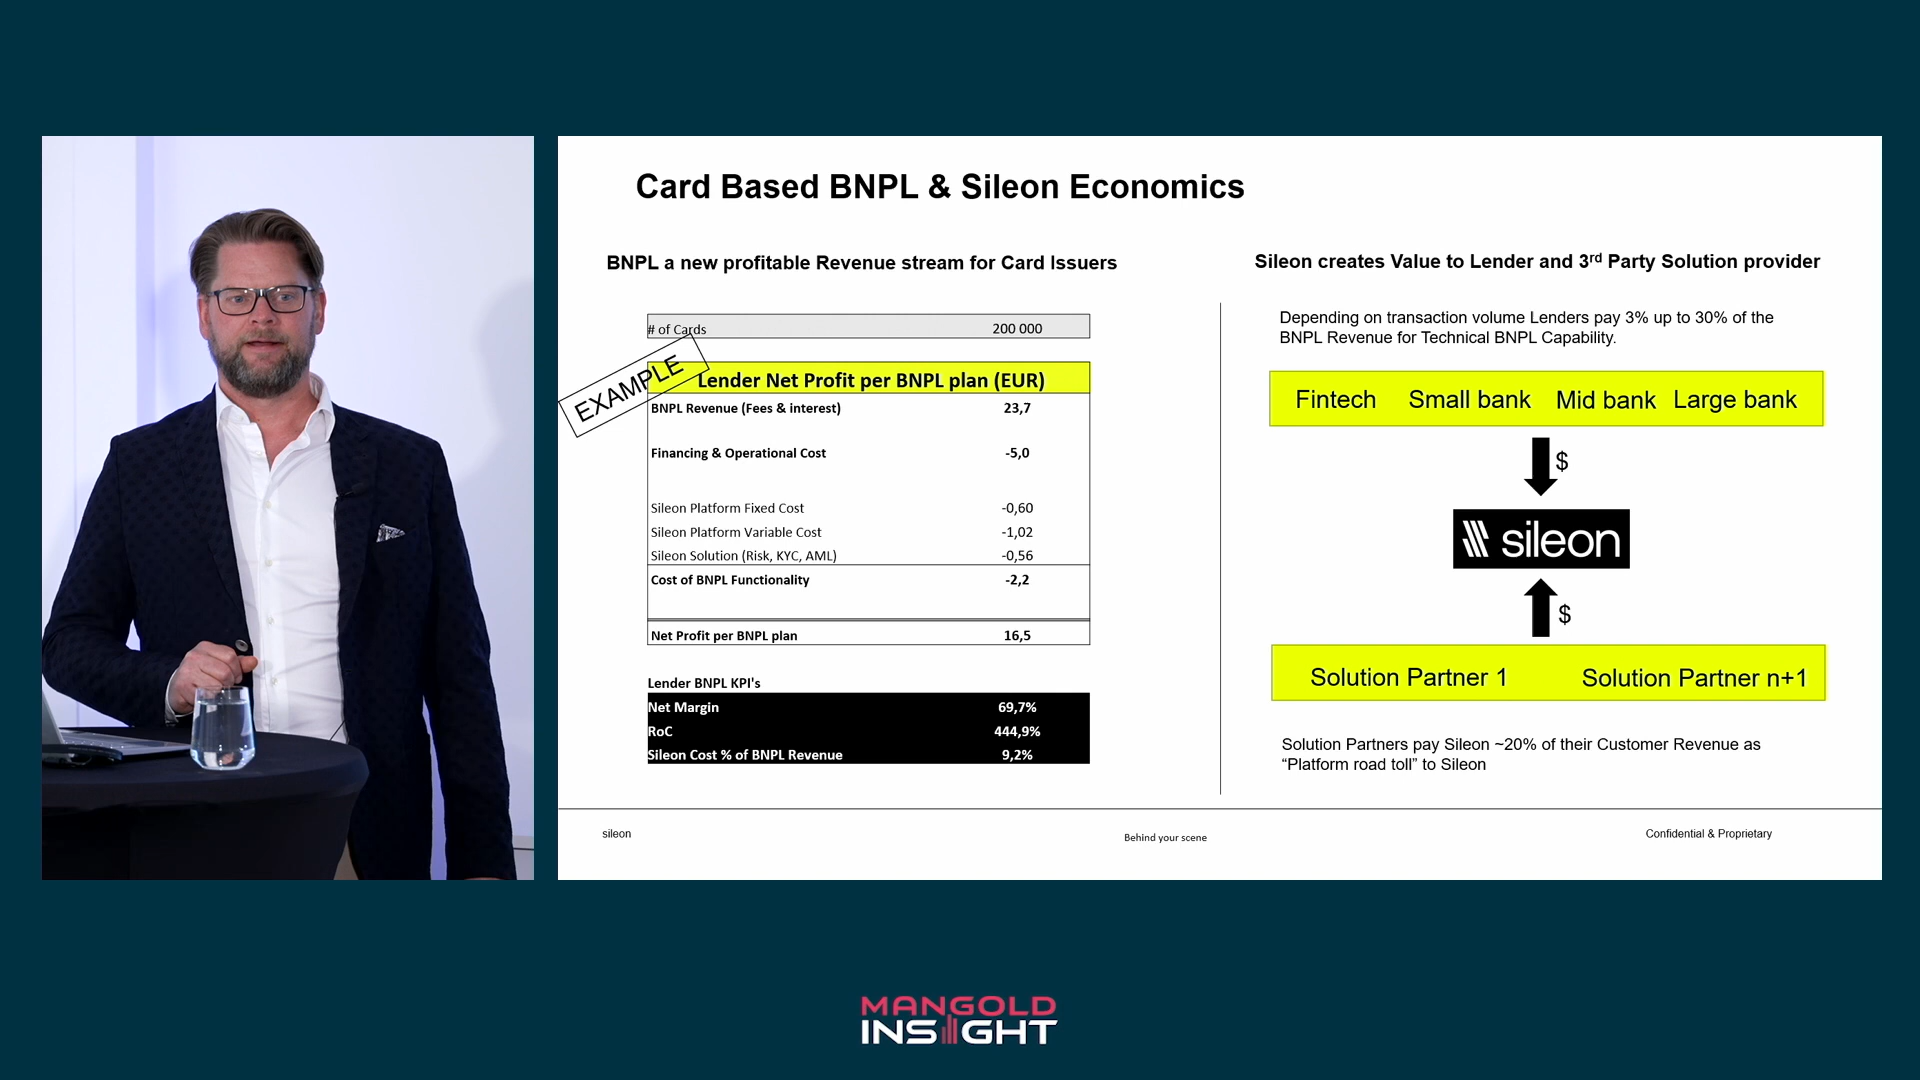 Card Based BNPL & Sileon Economics
BNPL a new profitable Revenue stream for Card Issuers
# of Cards 200 000
EXAMPLE
Lender Net Profit per BNPL plan (EUR)
BNPL Revenue (Fees & interest) 23,7
Financing & Operational Cost -5,0
Sileon Platform Fixed Cost -0,60
Sileon Platform Variable Cost -1,02
Sileon Solution (Risk, KYC, AML) -0,56
Cost of BNPL Functionality -2,2
Net Profit per BNPL plan 16,5
Lender BNPL KPI's
Net Margin 69,7%
RoC 444,9%
Sileon Cost % of BNPL Revenue 9,2%
Sileon creates Value to Lender and 3rd Party Solution provider
Depending on transaction volume Lenders pay 3% up to 30% of the
BNPL Revenue for Technical BNPL Capability.
Fintech Small bank Mid bank Large bank
$
sileon
$
Solution Partner 1 Solution Partner n+1
Solution Partners pay Sileon ~20% of their Customer Revenue as
“Platform road toll” to Sileon
sileon
Behind your scene
Confidential & Proprietary
MANGOLD
INSIGHT